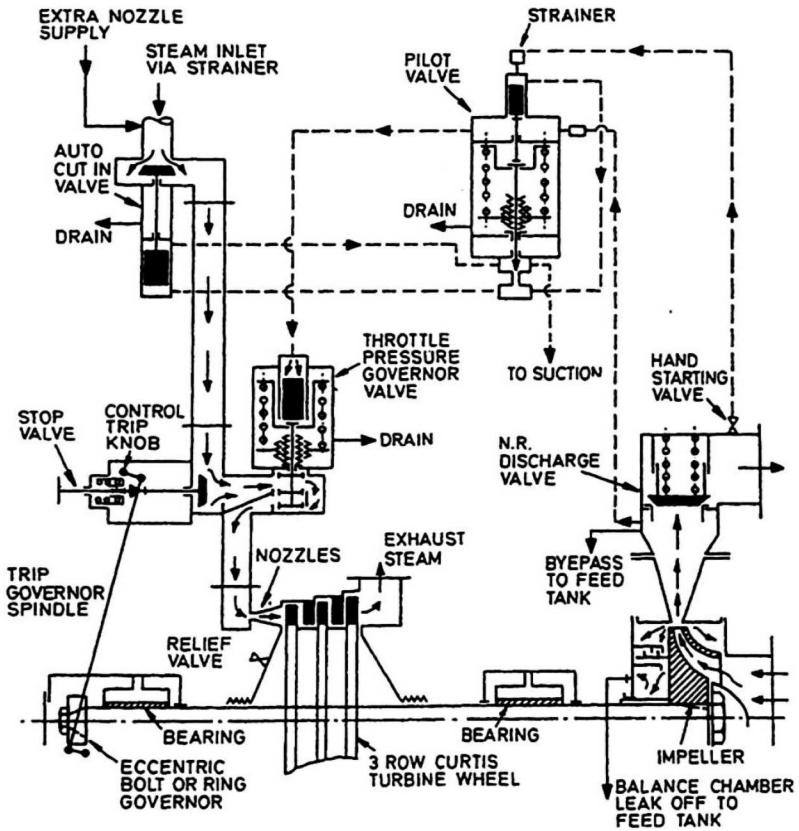 EXTRA NOZZLE
SUPPLY
STEAM INLET
VIA STRAINER
STRAINER
PILOT
VALVE
AUTO
CUT IN
VALVE
DRAIN
DRAIN
THROTTLE
PRESSURE
GOVERNOR
VALVE
TO SUCTION
HAND
STARTING
VALVE
STOP
VALVE
CONTROL
TRIP
KNOB
DRAIN
N.R.
DISCHARGE
VALVE
TRIP
GOVERNOR
SPINDLE
NOZZLES
EXHAUST
STEAM
BYEPASS
TO FEED
TANK
RELIEF
VALVE
BEARING
BEARING
IMPELLER
ECCENTRIC
BOLT OR RING
GOVERNOR
3 ROW CURTIS
TURBINE WHEEL
BALANCE CHAMBER
LEAK OFF TO
FEED TANK